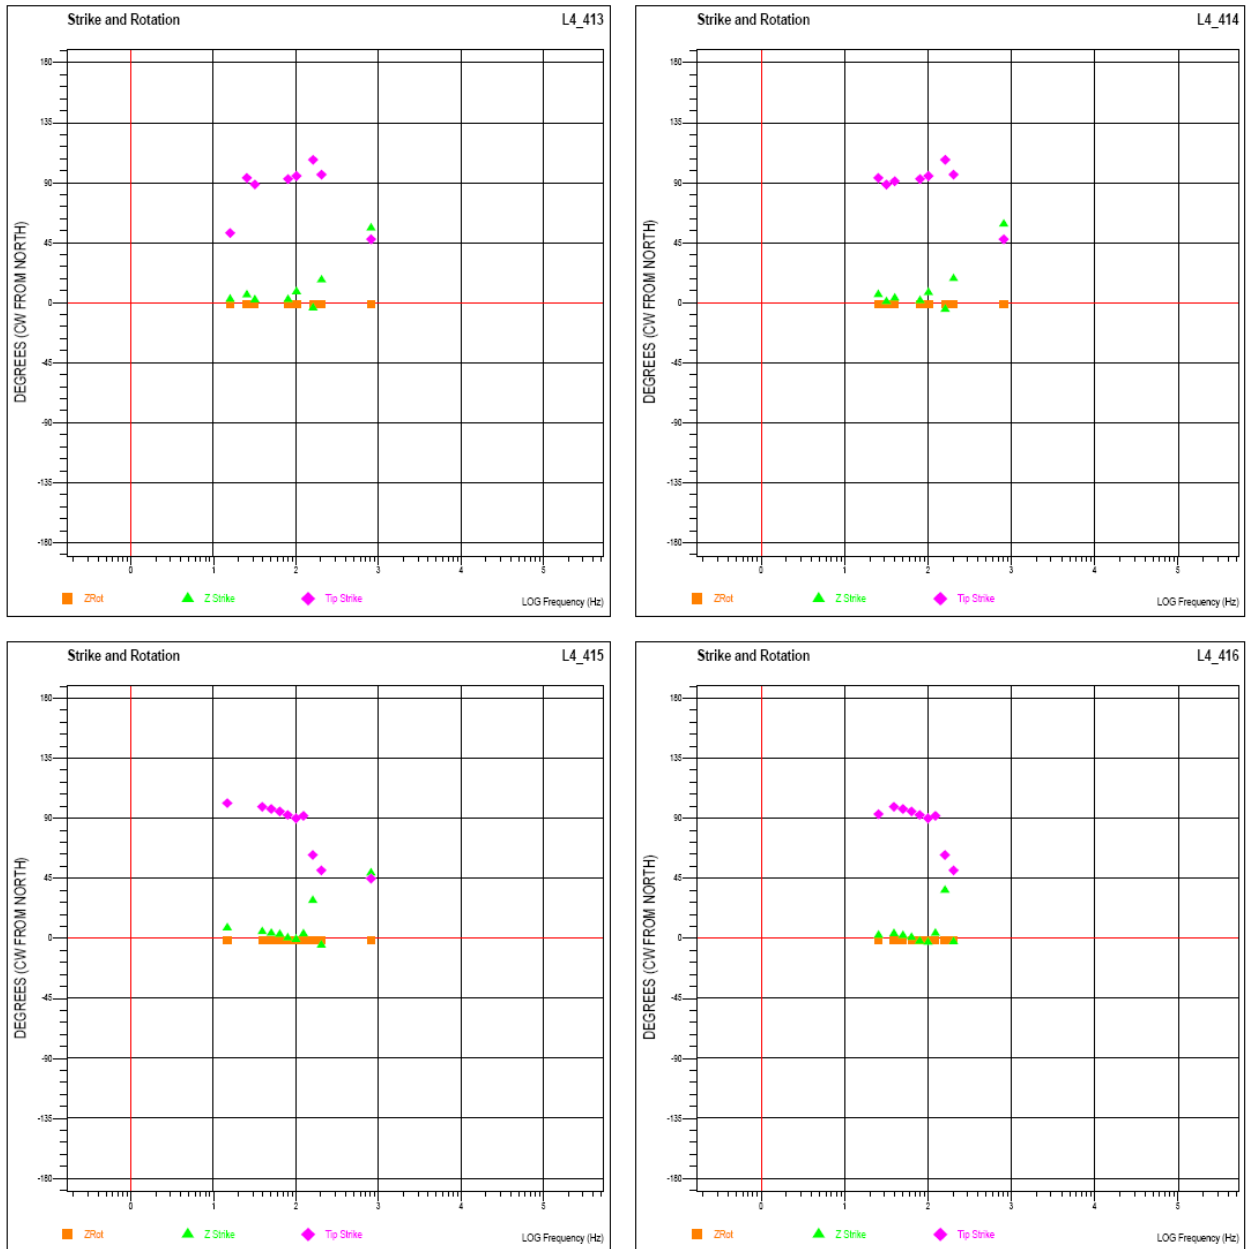 Strike and Rotation L4_413
180
135
90
45
0
-45
-90
-135
-180
DEGREES (CW FROM NORTH)
0 1 2 3 4 5
ZRot Z Strike Tip Strike LOG Frequency (Hz)
Strike and Rotation L4_414
180
135
90
45
0
-45
-90
-135
-180
DEGREES (CW FROM NORTH)
0 1 2 3 4 5
ZRot Z Strike Tip Strike LOG Frequency (Hz)
Strike and Rotation L4_415
180
135
90
45
0
-45
-90
-135
-180
DEGREES (CW FROM NORTH)
0 1 2 3 4 5
ZRot Z Strike Tip Strike LOG Frequency (Hz)
Strike and Rotation L4_416
180
135
90
45
0
-45
-90
-135
-180
DEGREES (CW FROM NORTH)
0 1 2 3 4 5
ZRot Z Strike Tip Strike LOG Frequency (Hz)